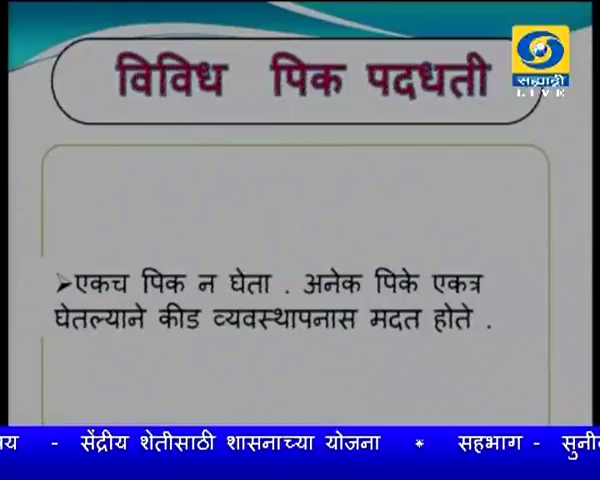 विविध पिक पदधती
सह्याद्री
LIVE
➢एकच पिक न घेता . अनेक पिके एकत्र
घेतल्याने कीड व्यवस्थापनास मदत होते .
- सेंद्रीय शेतीसाठी शासनाच्या योजना * सहभाग -